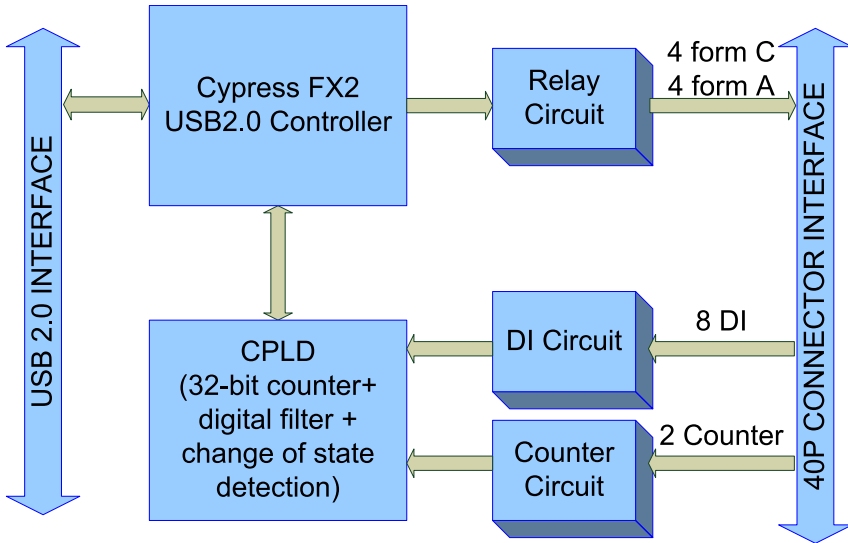 USB 2.0 INTERFACE
Cypress FX2
USB2.0 Controller
Relay
Circuit
4 form C
4 form A
40P CONNECTOR INTERFACE
CPLD
(32-bit counter+
digital filter +
change of state
detection)
DI Circuit
8 DI
Counter
Circuit
2 Counter